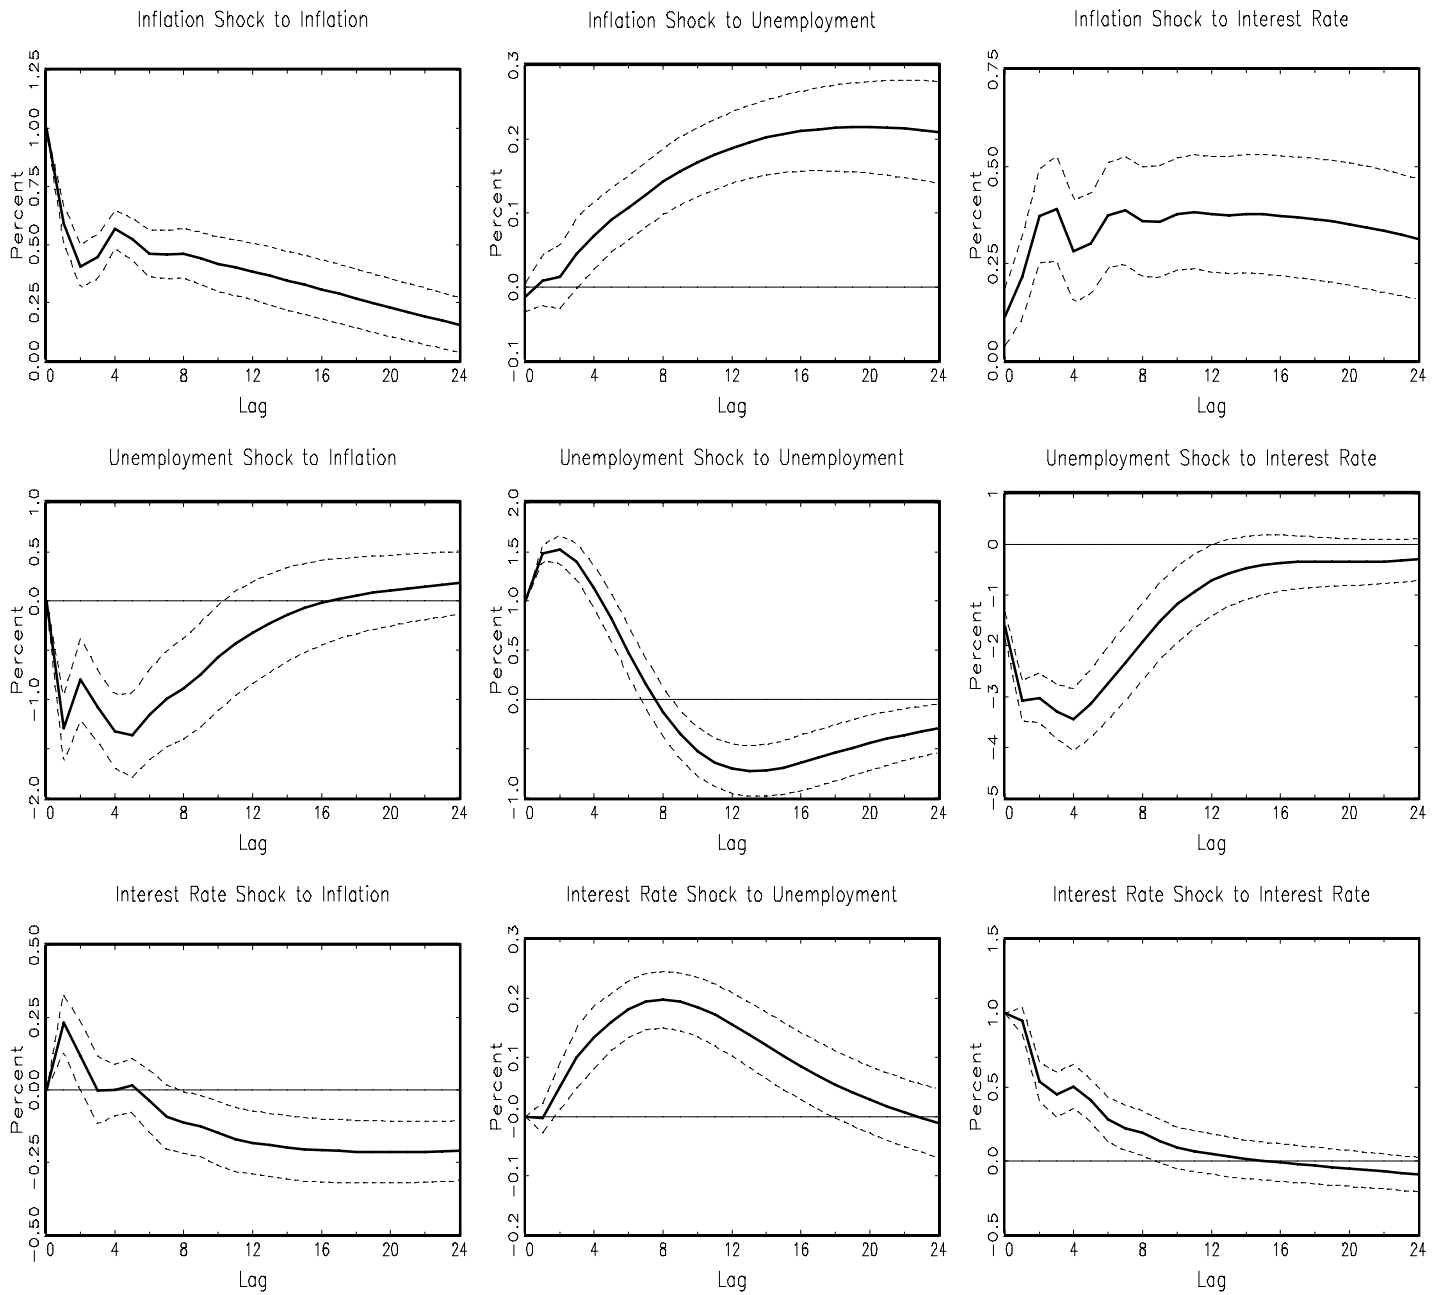 Inflation Shock to Inflation
Inflation Shock to Unemployment
Inflation Shock to Interest Rate
Percent
0.00 0.25 0.50 0.75 1.00 1.25
0 4 8 12 16 20 24
Lag
Percent
-0.1 0.0 0.1 0.2 0.3
0 4 8 12 16 20 24
Lag
Percent
0.00 0.25 0.50 0.75
0 4 8 12 16 20 24
Lag
Unemployment Shock to Inflation
Unemployment Shock to Unemployment
Unemployment Shock to Interest Rate
Percent
-2.0 -1.0 0.0 0.5 1.0
0 4 8 12 16 20 24
Lag
Percent
-1.0 0.0 0.5 1.0 1.5 2.0
0 4 8 12 16 20 24
Lag
Percent
-5 -4 -3 -2 -1 0 1
0 4 8 12 16 20 24
Lag
Interest Rate Shock to Inflation
Interest Rate Shock to Unemployment
Interest Rate Shock to Interest Rate
Percent
-0.50 -0.25 0.00 0.25 0.50
0 4 8 12 16 20 24
Lag
Percent
-0.2 -0.1 -0.0 0.1 0.2 0.3
0 4 8 12 16 20 24
Lag
Percent
-0.5 0.0 0.5 1.0 1.5
0 4 8 12 16 20 24
Lag